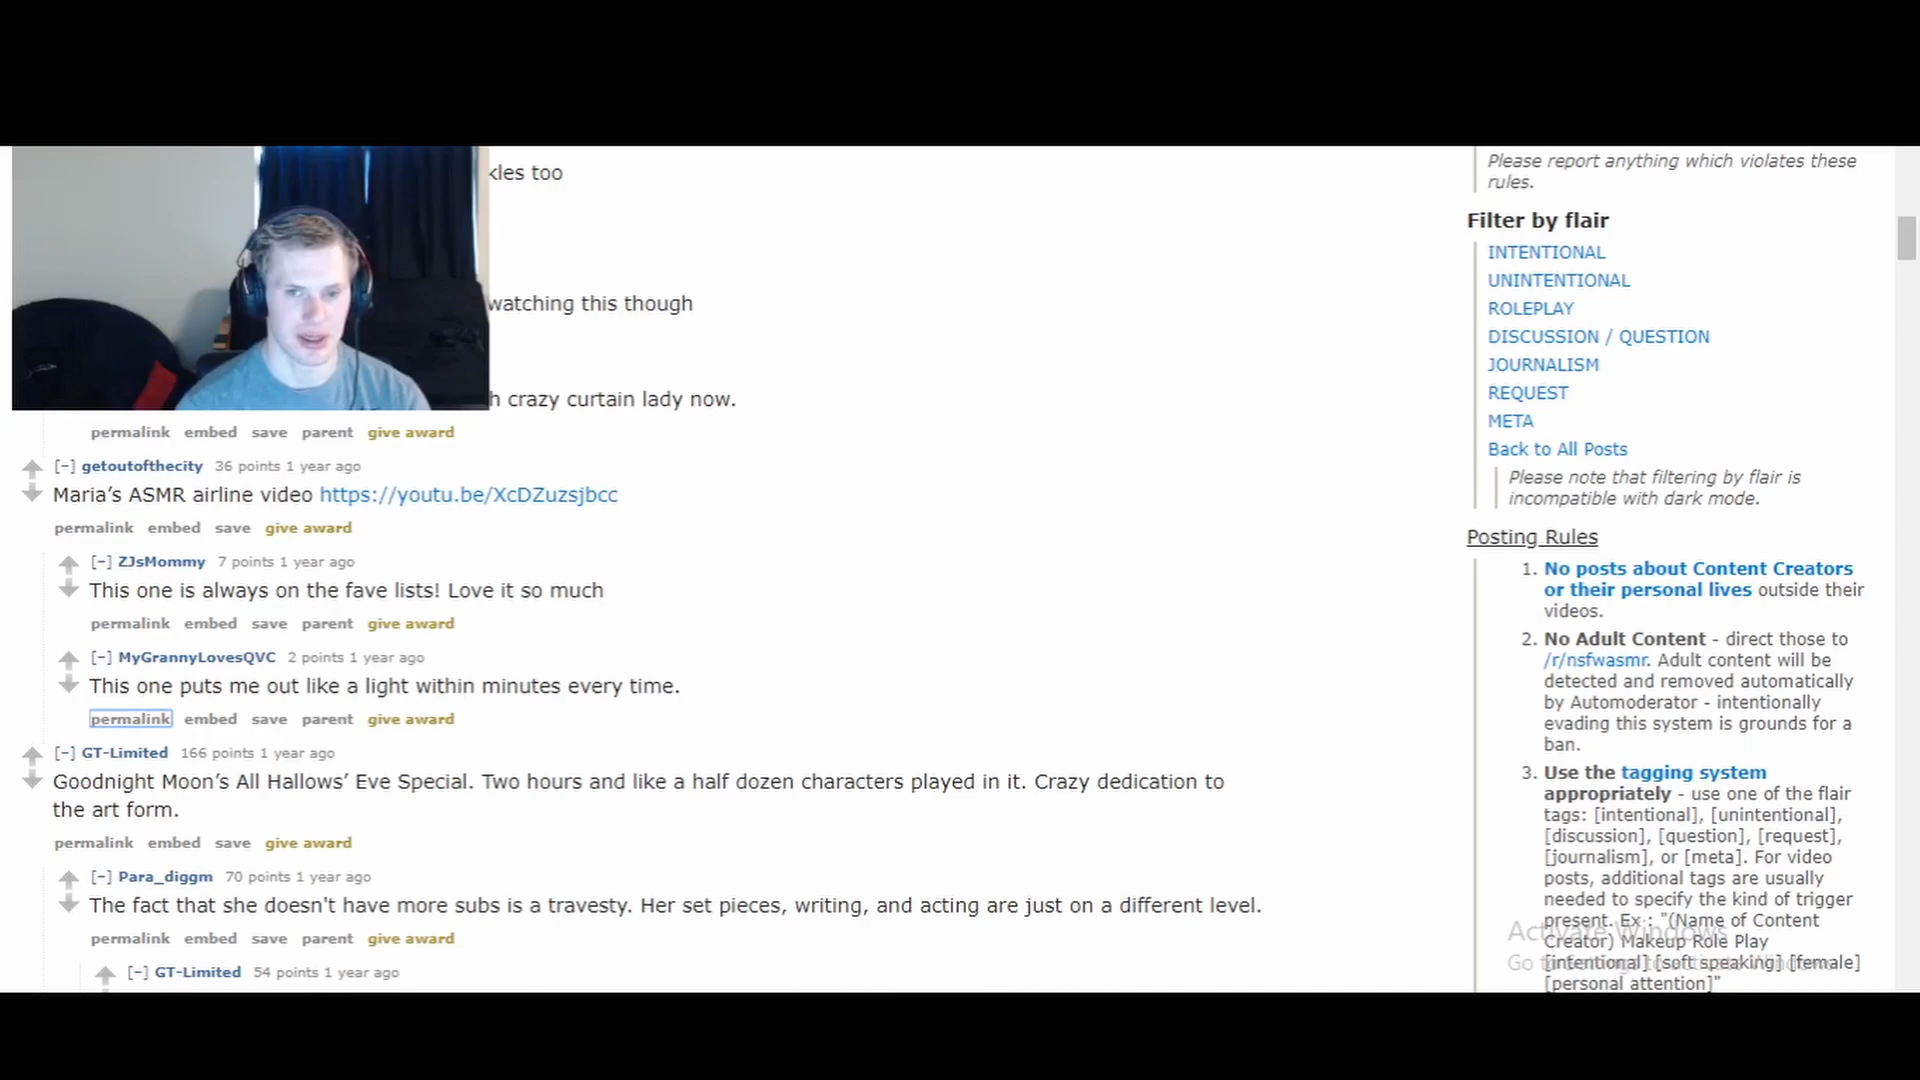 kles too
watching this though
h crazy curtain lady now.
permalink embed save parent give award
[–] getoutofthecity 36 points 1 year ago
Maria’s ASMR airline video https://youtu.be/XcDZuzsjbcc
permalink embed save give award
[–] ZJsMommy 7 points 1 year ago
This one is always on the fave lists! Love it so much
permalink embed save parent give award
[–] MyGrannyLovesQVC 2 points 1 year ago
This one puts me out like a light within minutes every time.
permalink embed save parent give award
[–] GT-Limited 166 points 1 year ago
Goodnight Moon’s All Hallows’ Eve Special. Two hours and like a half dozen characters played in it. Crazy dedication to
the art form.
permalink embed save give award
[–] Para_diggm 70 points 1 year ago
The fact that she doesn't have more subs is a travesty. Her set pieces, writing, and acting are just on a different level.
permalink embed save parent give award
[–] GT-Limited 54 points 1 year ago
Please report anything which violates these
rules.
Filter by flair
INTENTIONAL
UNINTENTIONAL
ROLEPLAY
DISCUSSION / QUESTION
JOURNALISM
REQUEST
META
Back to All Posts
Please note that filtering by flair is
incompatible with dark mode.
Posting Rules
1. No posts about Content Creators
or their personal lives outside their
videos.
2. No Adult Content - direct those to
/r/nsfwasmr. Adult content will be
detected and removed automatically
by Automoderator - intentionally
evading this system is grounds for a
ban.
3. Use the tagging system
appropriately - use one of the flair
tags: [intentional], [unintentional],
[discussion], [question], [request],
[journalism], or [meta]. For video
posts, additional tags are usually
needed to specify the kind of trigger
present. Ex : "(Name of Content
Creator) Makeup Role Play
[intentional] [soft speaking] [female]
[personal attention]"
Activate Windows